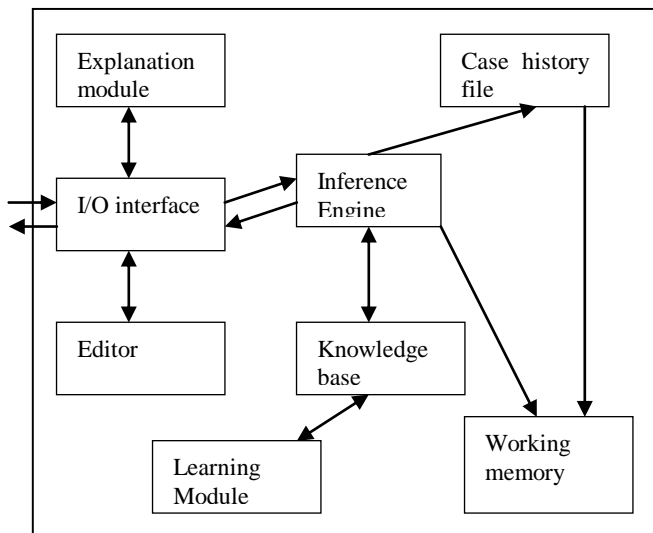 Explanation
module
Case history
file
I/O interface
Inference
Engine
Editor
Knowledge
base
Learning
Module
Working
memory